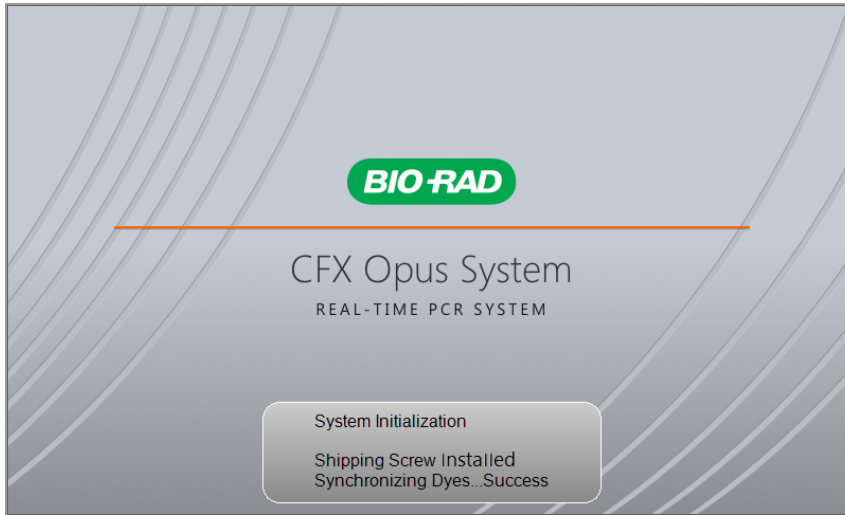 BIO-RAD
CFX Opus System
REAL-TIME PCR SYSTEM
System Initialization
Shipping Screw Installed
Synchronizing Dyes...Success